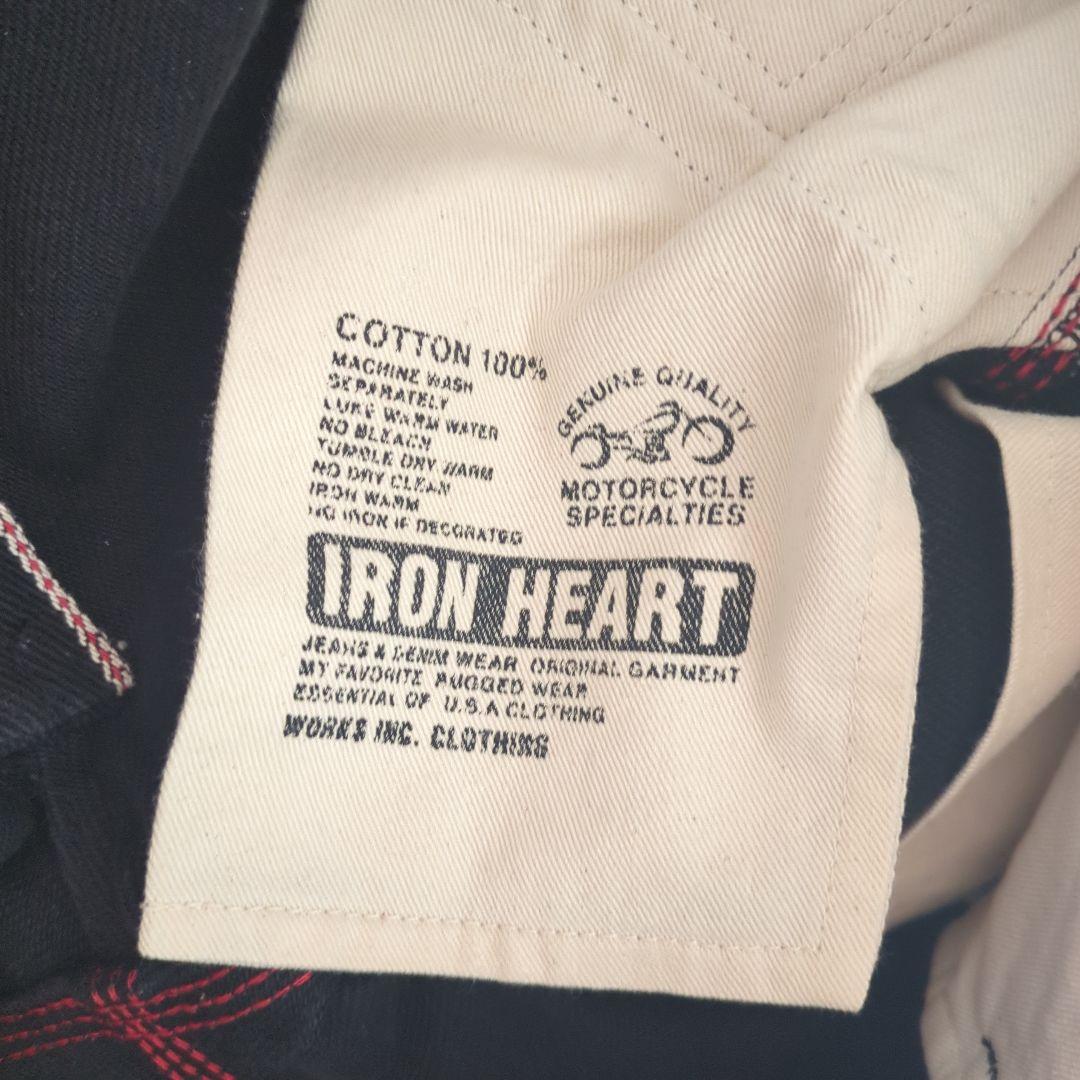 COTTON 100%
MACHINE WASH
SEPARATELY
LUKE WARM WATER
NO BLEACH
TUMBLE DRY WARM
NO DRY CLEAN
IRON WARM
NO IRON IF DECORATED
GENUINE QUALITY
MOTORCYCLE
SPECIALTIES
IRON HEART
JEANS & DENIM WEAR ORIGINAL GARMENT
MY FAVORITE RUGGED WEAR
ESSENTIAL OF U.S.A CLOTHING
WORKS INC. CLOTHING